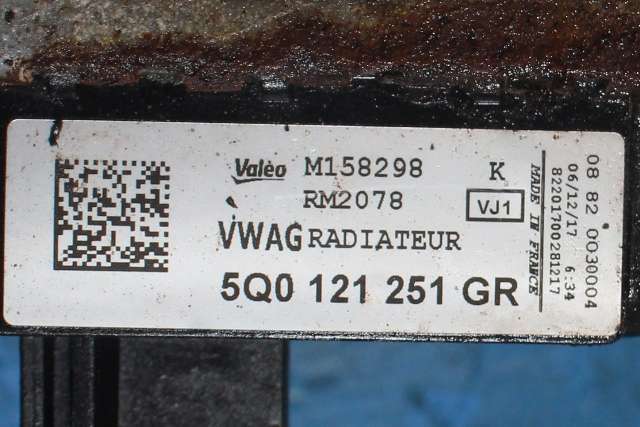 Valeo M158298 K
RM2078 VJ1
VWAG RADIATEUR
5Q0 121 251 GR
08 82 0030004
06/12/17 6:34
82201700281217
MADE IN FRANCE